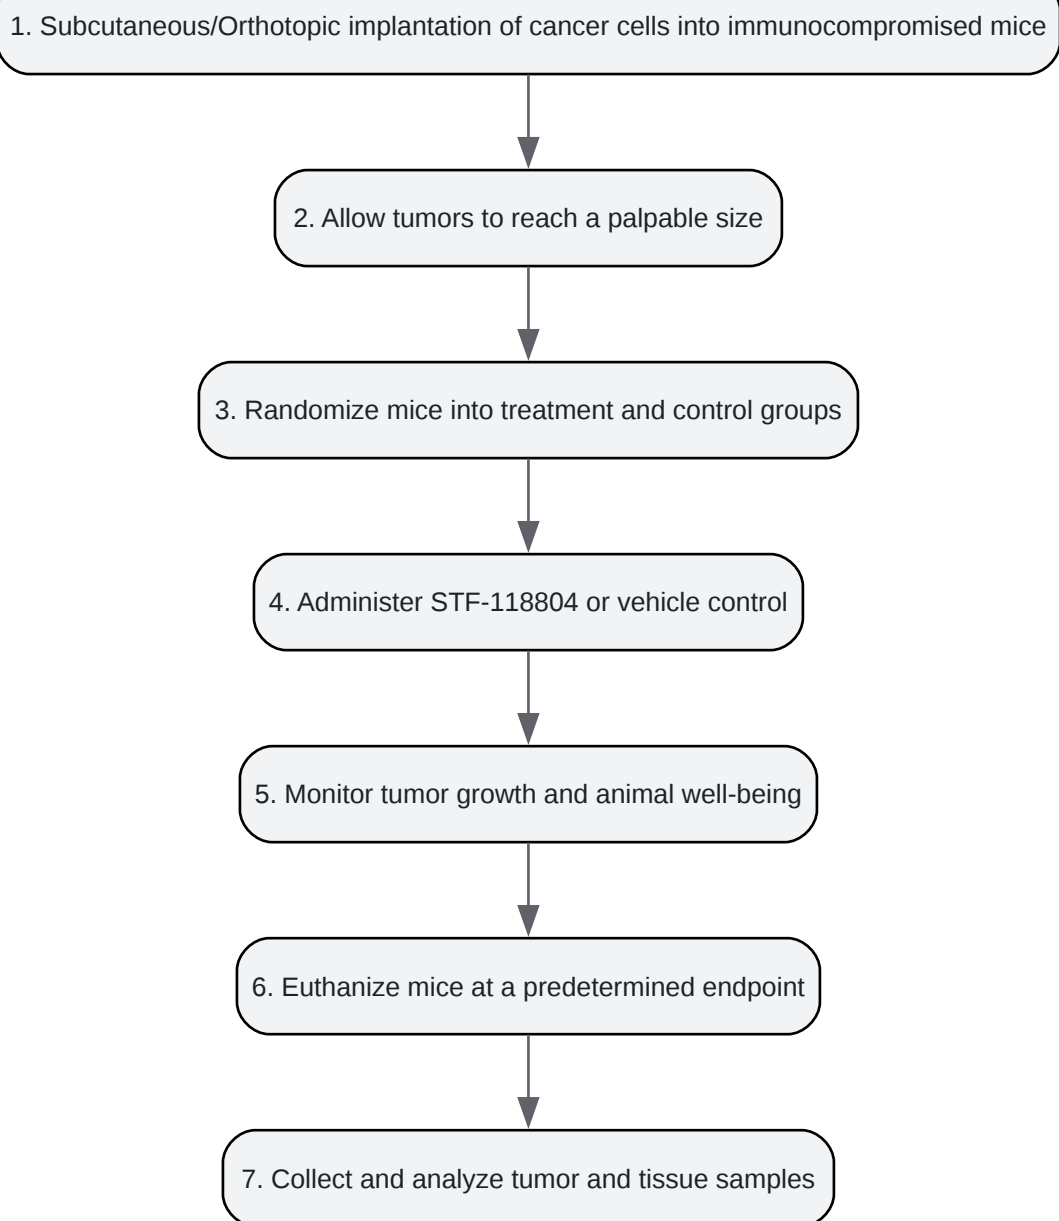 1. Subcutaneous/Orthotopic implantation of cancer cells into immunocompromised mice
2. Allow tumors to reach a palpable size
3. Randomize mice into treatment and control groups
4. Administer STF-118804 or vehicle control
5. Monitor tumor growth and animal well-being
6. Euthanize mice at a predetermined endpoint
7. Collect and analyze tumor and tissue samples